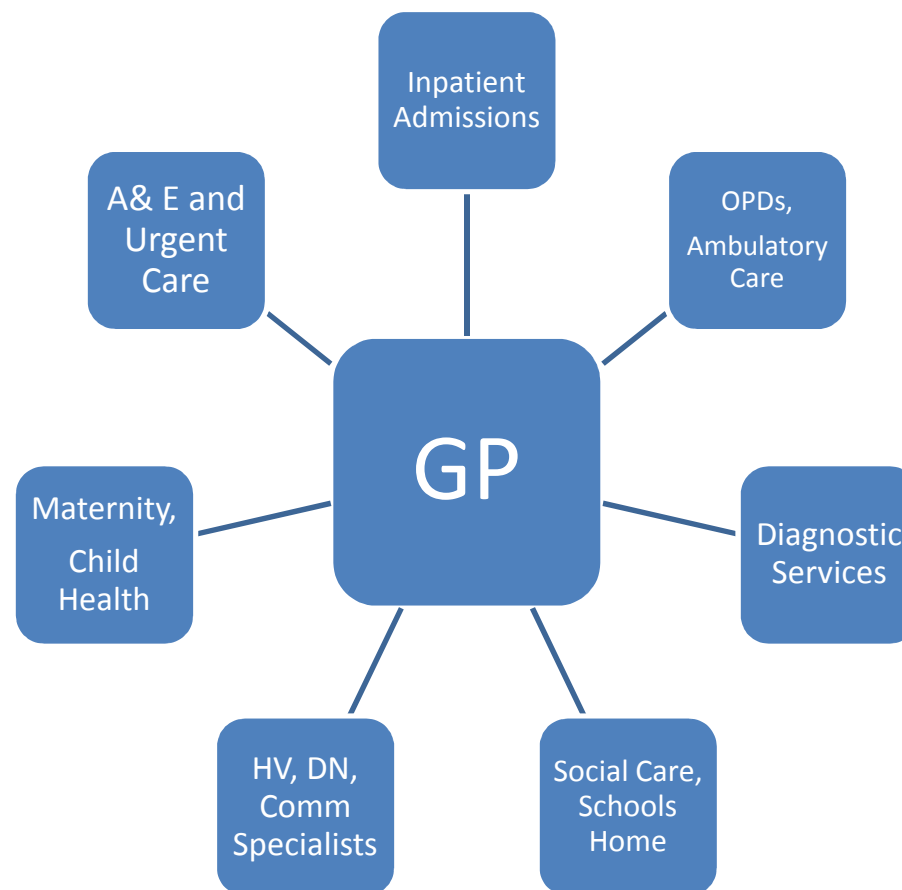 Inpatient
Admissions
A& E and
Urgent
Care
OPDs,
Ambulatory
Care
GP
Maternity,
Child
Health
Diagnostic
Services
HV, DN,
Comm
Specialists
Social Care,
Schools
Home